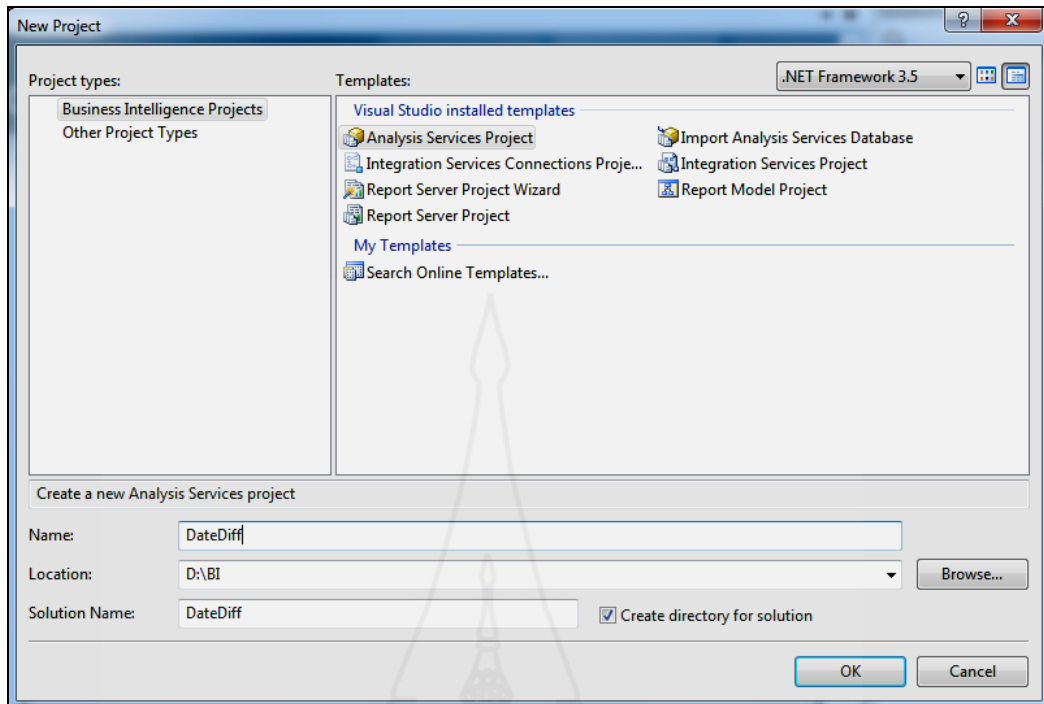 New Project
Project types:
Templates:
.NET Framework 3.5
Business Intelligence Projects
Other Project Types
Visual Studio installed templates
Analysis Services Project
Import Analysis Services Database
Integration Services Connections Proje...
Integration Services Project
Report Server Project Wizard
Report Model Project
Report Server Project
My Templates
Search Online Templates...
Create a new Analysis Services project
Name:
DateDiff
Location:
D:\BI
Browse...
Solution Name:
DateDiff
Create directory for solution
OK
Cancel